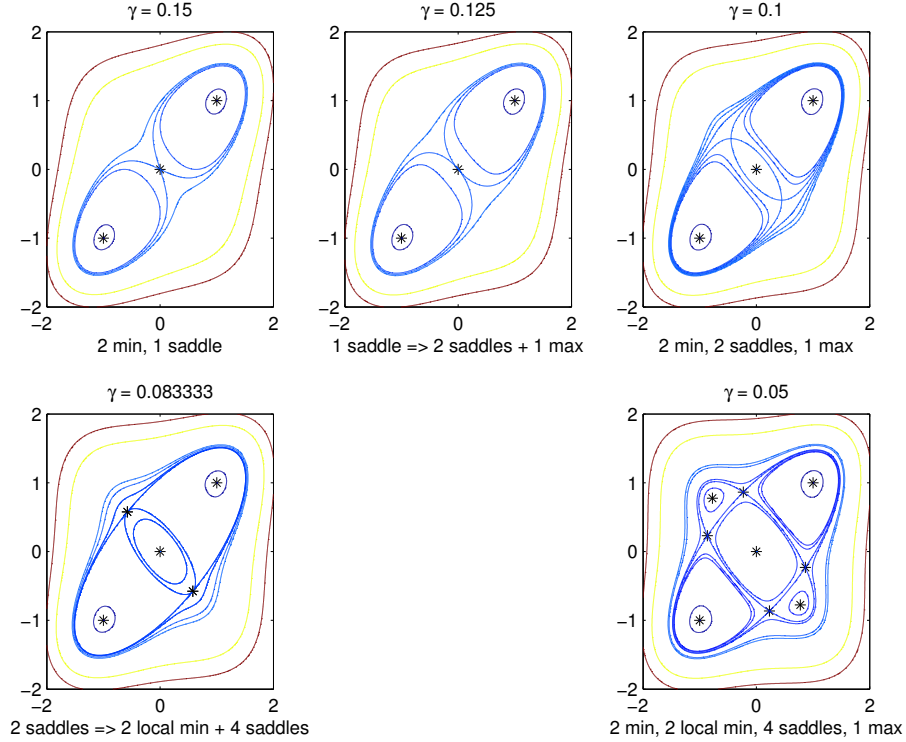 γ = 0.15
2
1
0
−1
−2
−2 0 2
2 min, 1 saddle
γ = 0.125
2
1
0
−1
−2
−2 0 2
1 saddle => 2 saddles + 1 max
γ = 0.1
2
1
0
−1
−2
−2 0 2
2 min, 2 saddles, 1 max
γ = 0.083333
2
1
0
−1
−2
−2 0 2
2 saddles => 2 local min + 4 saddles
γ = 0.05
2
1
0
−1
−2
−2 0 2
2 min, 2 local min, 4 saddles, 1 max